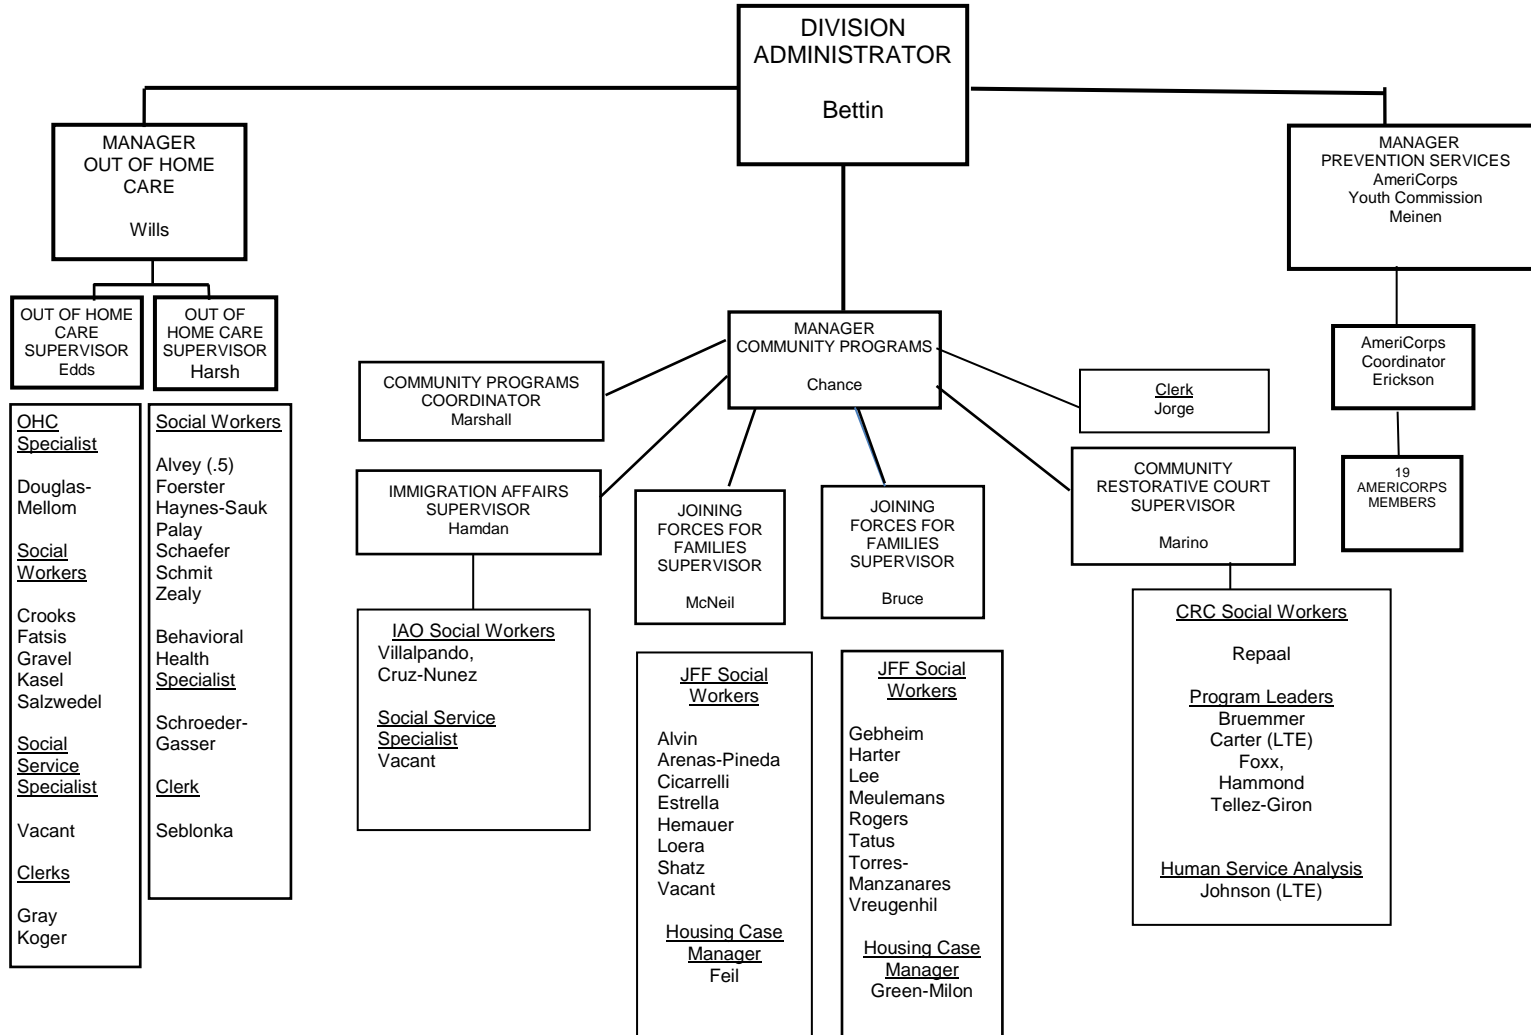 DIVISION
ADMINISTRATOR
Bettin
MANAGER
OUT OF HOME
CARE
Wills
MANAGER
PREVENTION SERVICES
AmeriCorps
Youth Commission
Meinen
OUT OF HOME
CARE
SUPERVISOR
Edds
OUT OF
HOME CARE
SUPERVISOR
Harsh
MANAGER
COMMUNITY PROGRAMS
Chance
AmeriCorps
Coordinator
Erickson
COMMUNITY PROGRAMS
COORDINATOR
Marshall
Clerk
Jorge
OHC
Specialist
Douglas-
Mellom
Social
Workers
Crooks
Fatsis
Gravel
Kasel
Salzwedel
Social
Service
Specialist
Vacant
Clerks
Gray
Koger
Social Workers
Alvey (.5)
Foerster
Haynes-Sauk
Palay
Schaefer
Schmit
Zealy
Behavioral
Health
Specialist
Schroeder-
Gasser
Clerk
Seblonka
IMMIGRATION AFFAIRS
SUPERVISOR
Hamdan
JOINING
FORCES FOR
FAMILIES
SUPERVISOR
McNeil
JOINING
FORCES FOR
FAMILIES
SUPERVISOR
Bruce
COMMUNITY
RESTORATIVE COURT
SUPERVISOR
Marino
19
AMERICORPS
MEMBERS
IAO Social Workers
Villalpando,
Cruz-Nunez
Social Service
Specialist
Vacant
JFF Social
Workers
Alvin
Arenas-Pineda
Cicarrelli
Estrella
Hemauer
Loera
Shatz
Vacant
Housing Case
Manager
Feil
JFF Social
Workers
Gebheim
Harter
Lee
Meulemans
Rogers
Tatus
Torres-
Manzanares
Vreugenhil
Housing Case
Manager
Green-Milon
CRC Social Workers
Repaal
Program Leaders
Bruemmer
Carter (LTE)
Foxx,
Hammond
Tellez-Giron
Human Service Analysis
Johnson (LTE)